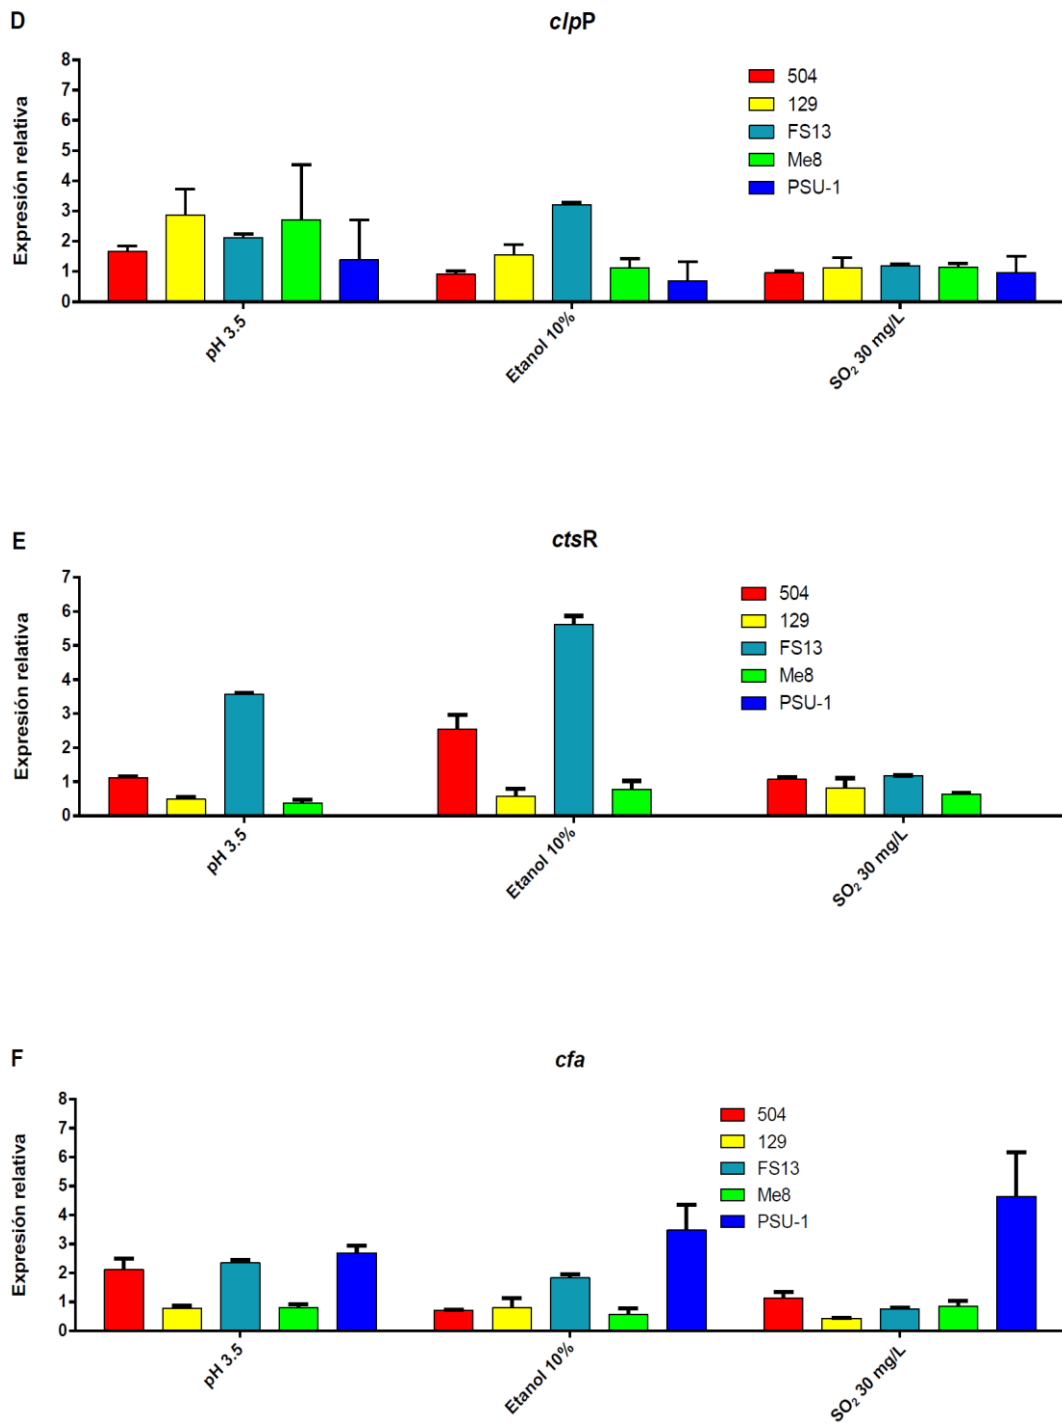 D
clpP
Expresión relativa
8
7
6
5
4
3
2
1
0
504
129
FS13
Me8
PSU-1
pH 3.5
Etanol 10%
SO₂ 30 mg/L
E
ctsR
Expresión relativa
7
6
5
4
3
2
1
0
504
129
FS13
Me8
PSU-1
pH 3.5
Etanol 10%
SO₂ 30 mg/L
F
cfa
Expresión relativa
8
7
6
5
4
3
2
1
0
504
129
FS13
Me8
PSU-1
pH 3.5
Etanol 10%
SO₂ 30 mg/L